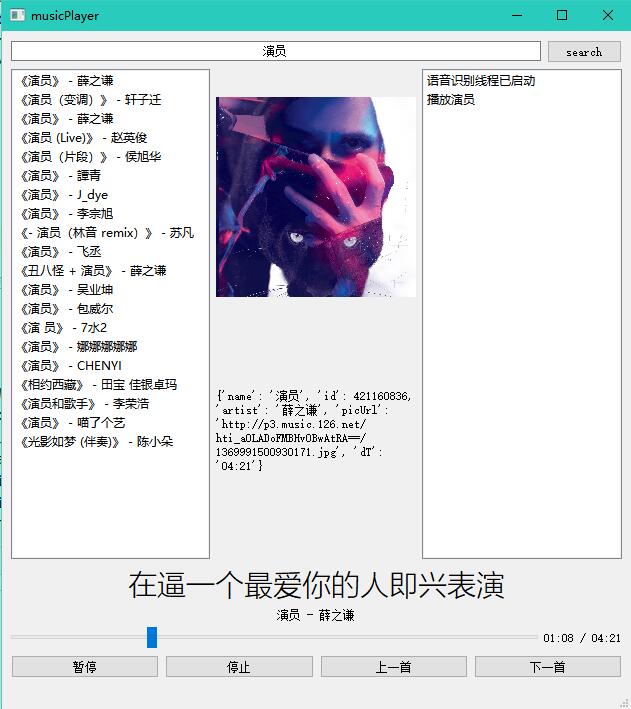 musicPlayer
演员
search
《演员》 - 薛之谦
《演员（变调）》 - 轩子迁
《演员》 - 薛之谦
《演员 (Live)》 - 赵英俊
《演员（片段）》 - 侯旭华
《演员》 - 譚青
《演员》 - J_dye
《演员》 - 李宗旭
《- 演员（林音 remix）》 - 苏凡
《演员》 - 飞丞
《丑八怪 + 演员》 - 薛之谦
《演员》 - 吴业坤
《演员》 - 包威尔
《演 员》 - 7水2
《演员》 - 娜娜娜娜娜
《演员》 - CHENYI
《相约西藏》 - 田宝 佳银卓玛
《演员和歌手》 - 李荣浩
《演员》 - 喵了个艺
《光影如梦 (伴奏)》 - 陈小朵
{'name': '演员', 'id': 421160836,
'artist': '薛之谦', 'picUrl':
'http://p3.music.126.net/
hti_aOLADoFMBHvOBwAtRA==/
1369991500930171.jpg', 'dT':
'04:21'}
语音识别线程已启动
播放演员
在逼一个最爱你的人即兴表演
演员 - 薛之谦
01:08 / 04:21
暂停
停止
上一首
下一首